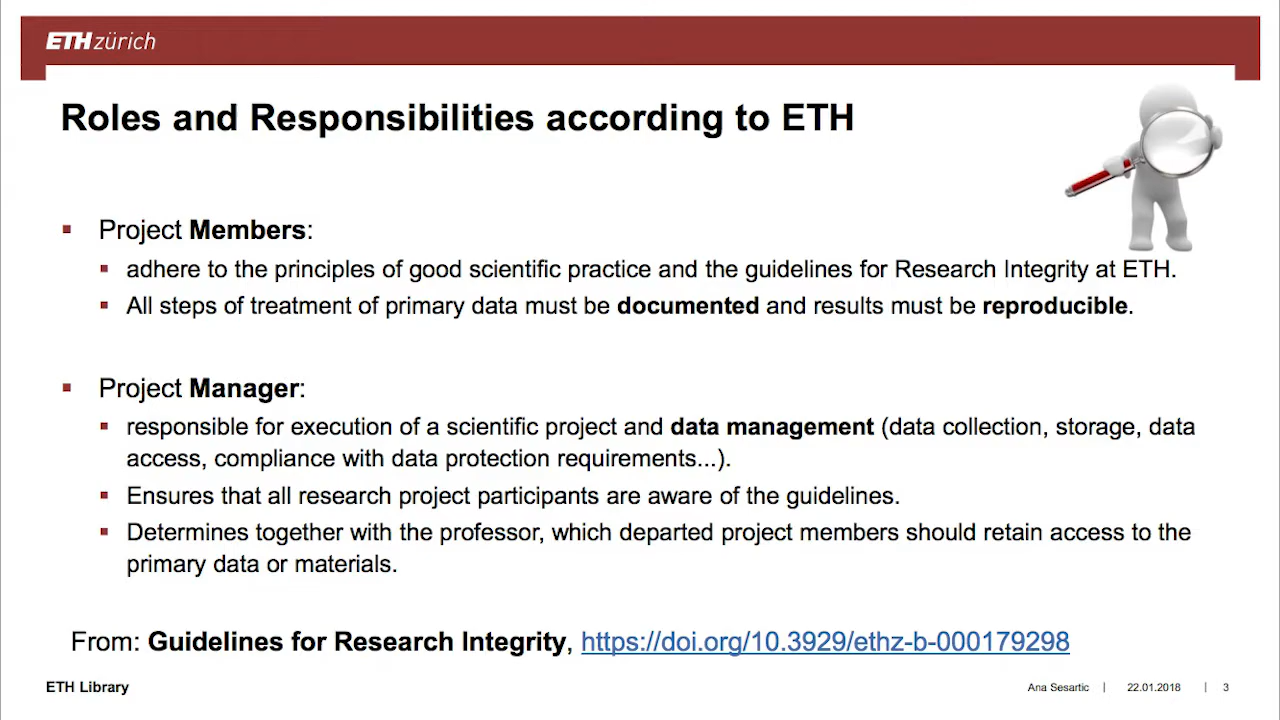 ETH zürich
Roles and Responsibilities according to ETH
Project Members:
adhere to the principles of good scientific practice and the guidelines for Research Integrity at ETH.
All steps of treatment of primary data must be documented and results must be reproducible.
Project Manager:
responsible for execution of a scientific project and data management (data collection, storage, data
access, compliance with data protection requirements...).
Ensures that all research project participants are aware of the guidelines.
Determines together with the professor, which departed project members should retain access to the
primary data or materials.
From: Guidelines for Research Integrity, https://doi.org/10.3929/ethz-b-000179298
ETH Library
Ana Sesartic | 22.01.2018 | 3